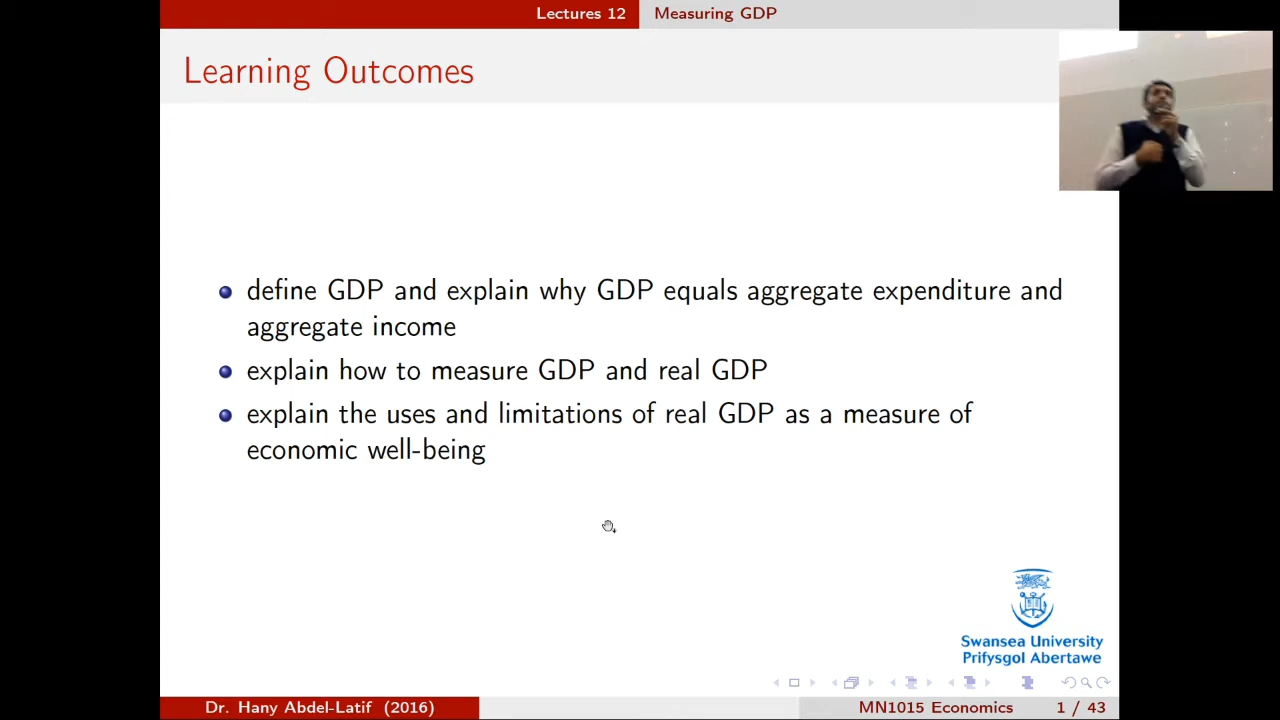 Lectures 12 Measuring GDP
Learning Outcomes
define GDP and explain why GDP equals aggregate expenditure and
aggregate income
explain how to measure GDP and real GDP
explain the uses and limitations of real GDP as a measure of
economic well-being
Swansea University
Prifysgol Abertawe
Dr. Hany Abdel-Latif (2016) MN1015 Economics 1 / 43